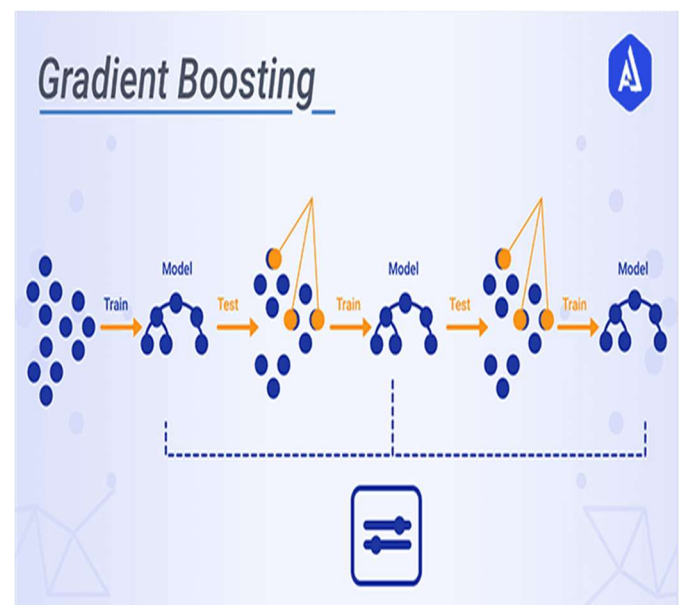 Gradient Boosting
Model
Model
Model
Train
Test
Train
Test
Train